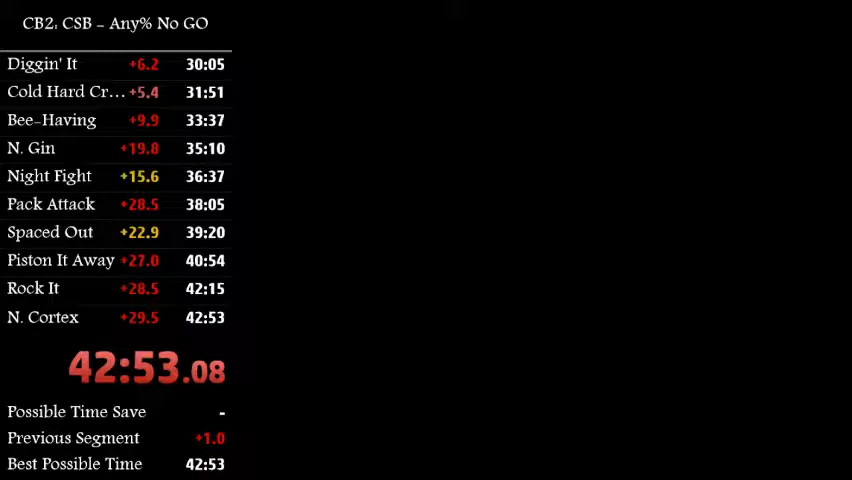 CB2: CSB - Any% No GO
Diggin' It +6.2 30:05
Cold Hard Cr... +5.4 31:51
Bee-Having +9.9 33:37
N. Gin +19.8 35:10
Night Fight +15.6 36:37
Pack Attack +28.5 38:05
Spaced Out +22.9 39:20
Piston It Away +27.0 40:54
Rock It +28.5 42:15
N. Cortex +29.5 42:53
42:53.08
Possible Time Save -
Previous Segment +1.0
Best Possible Time 42:53